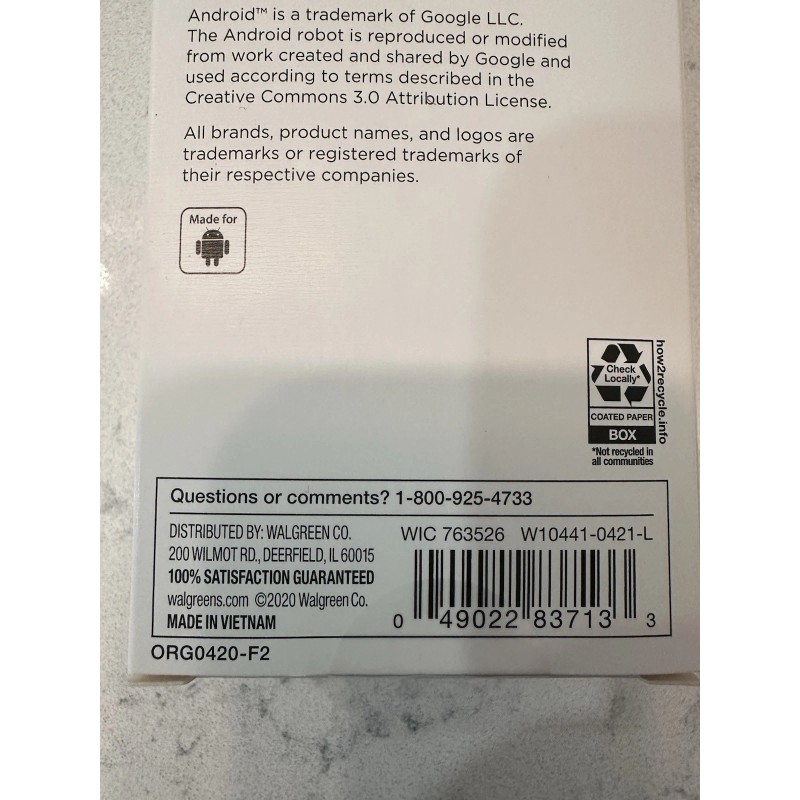 Android™ is a trademark of Google LLC.
The Android robot is reproduced or modified
from work created and shared by Google and
used according to terms described in the
Creative Commons 3.0 Attribution License.
All brands, product names, and logos are
trademarks or registered trademarks of
their respective companies.
Made for
Check
Locally*
COATED PAPER
BOX
*Not recycled in
all communities
how2recycle.info
Questions or comments? 1-800-925-4733
DISTRIBUTED BY: WALGREEN CO.
200 WILMOT RD., DEERFIELD, IL 60015
100% SATISFACTION GUARANTEED
walgreens.com ©2020 Walgreen Co.
MADE IN VIETNAM
WIC 763526 W10441-0421-L
0 49022 83713 3
ORG0420-F2